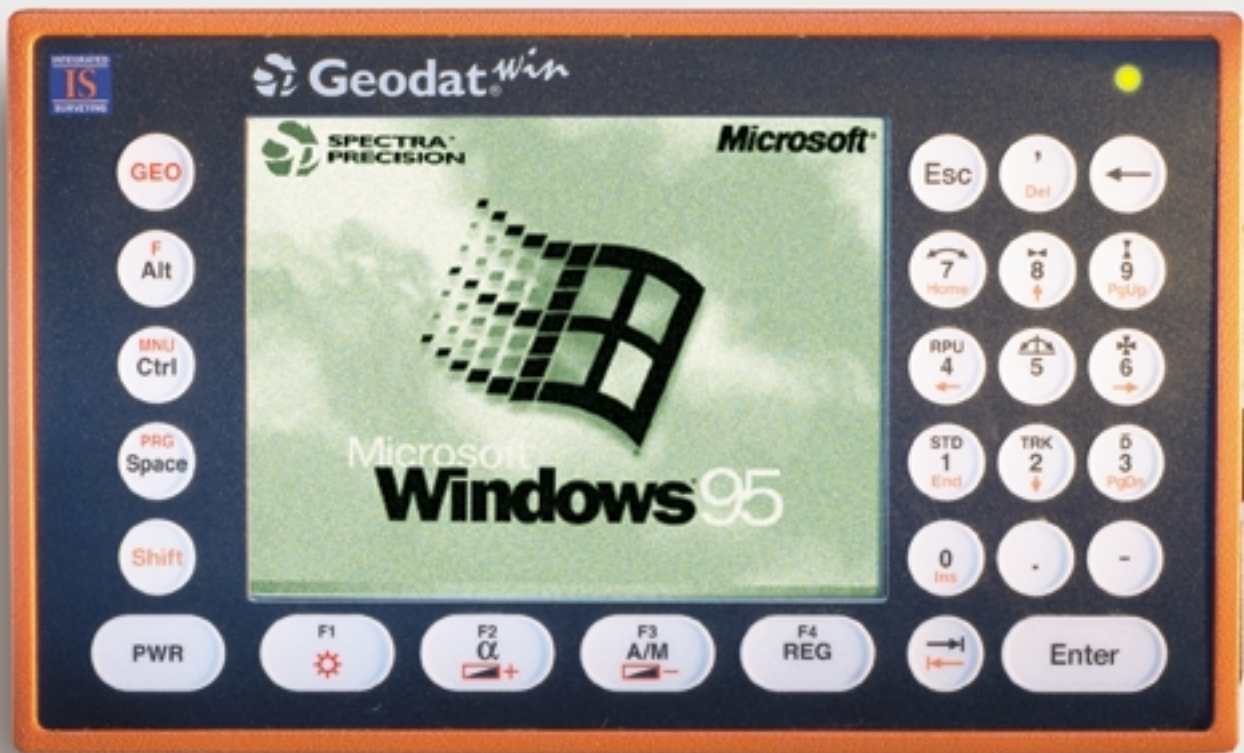 INTEGRATED
IS
SURVEYING
Geodat® Win
SPECTRA®
PRECISION
Microsoft®
Microsoft
Windows 95
GEO
F
Alt
MNU
Ctrl
PRG
Space
Shift
Esc
’
Del
←
7
Home
8
↑
9
PgUp
RPU
4
←
5
6
→
STD
1
End
TRK
2
↓
D̄
3
PgDn
0
Ins
.
-
PWR
F1
F2
α
+
F3
A/M
-
F4
REG
Enter